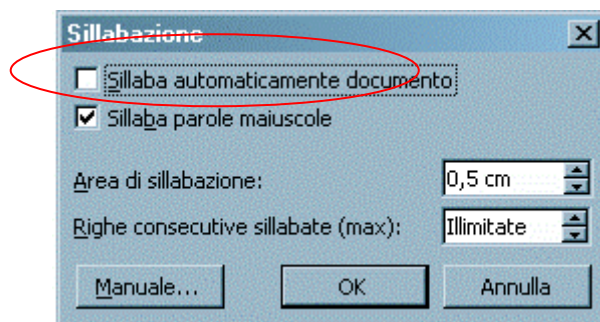 Sillabazione
Sillaba automaticamente documento
Sillaba parole maiuscole
Area di sillabazione: 0,5 cm
Righe consecutive sillabate (max): Illimitate
Manuale... OK Annulla